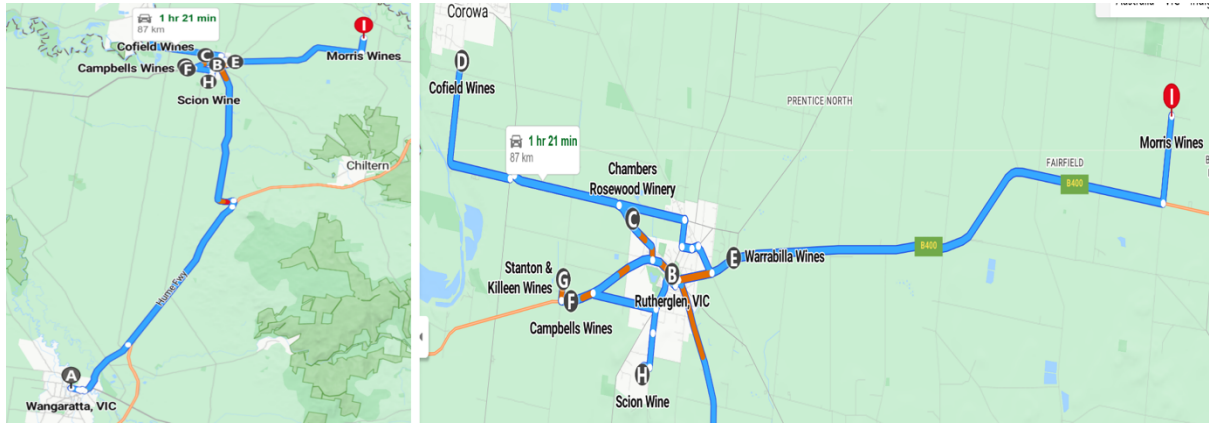 1 hr 21 min
87 km
Cofield Wines
C
B
E
I
Morris Wines
Campbells Wines
F
H
Scion Wine
Chiltern
Hume Fwy
A
Wangaratta, VIC
Corowa
D
Cofield Wines
PRENTICE NORTH
I
1 hr 21 min
87 km
Morris Wines
Chambers
Rosewood Winery
FAIRFIELD
B400
C
B400
E
Warrabilla Wines
Stanton &
Killeen Wines
G
B
Rutherglen, VIC
F
Campbells Wines
H
Scion Wine